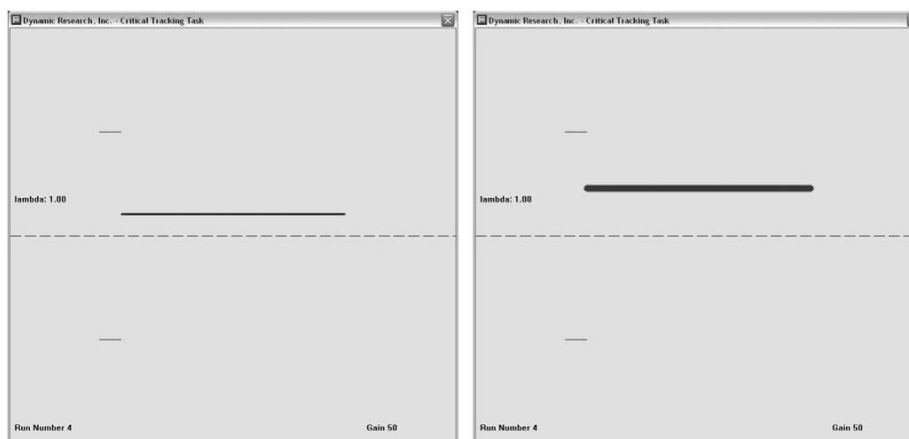 Dynamic Research, Inc. - Critical Tracking Task
lambda: 1.00
Run Number 4
Gain 50
Dynamic Research, Inc. - Critical Tracking Task
lambda: 1.00
Run Number 4
Gain 50